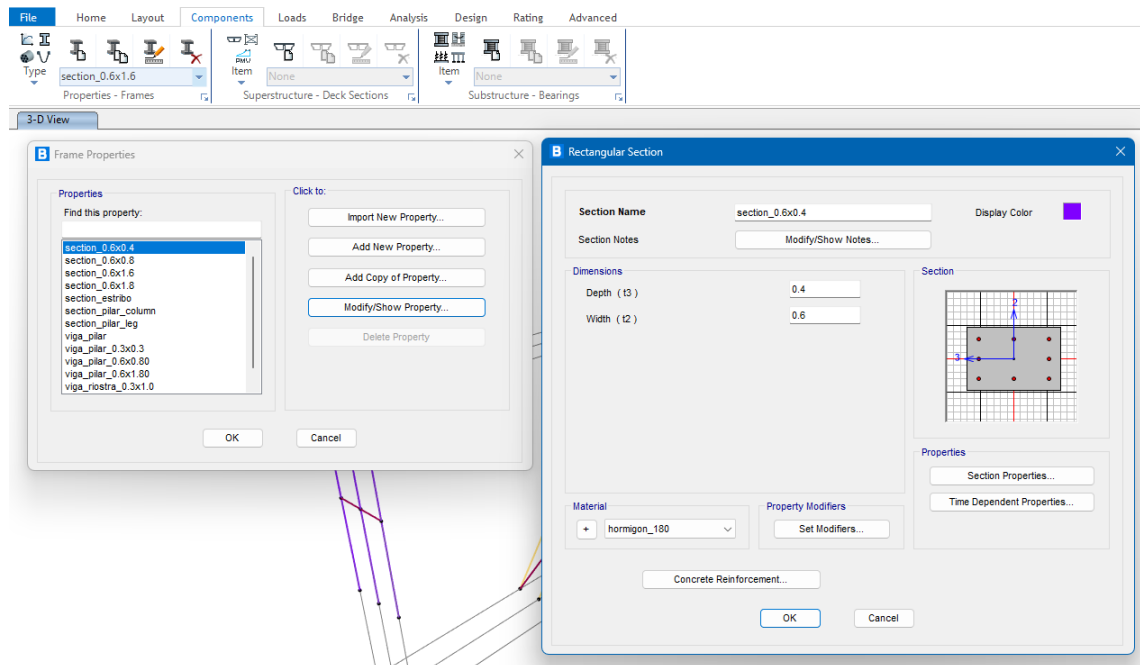 File Home Layout Components Loads Bridge Analysis Design Rating Advanced
Type
section_0.6x1.6
Properties - Frames
PMV
Item
None
Superstructure - Deck Sections
Item
None
Substructure - Bearings
3-D View
B Frame Properties
Properties
Find this property:
section_0.6x0.4
section_0.6x0.8
section_0.6x1.6
section_0.6x1.8
section_estribo
section_pilar_column
section_pilar_leg
viga_pilar
viga_pilar_0.3x0.3
viga_pilar_0.6x0.80
viga_pilar_0.6x1.80
viga_riostra_0.3x1.0
Click to:
Import New Property...
Add New Property...
Add Copy of Property...
Modify/Show Property...
Delete Property
OK
Cancel
B Rectangular Section
Section Name
section_0.6x0.4
Display Color
Section Notes
Modify/Show Notes...
Dimensions
Depth ( t3 )
0.4
Width ( t2 )
0.6
Section
2
3
Properties
Section Properties...
Time Dependent Properties...
Material
+ hormigon_180
Property Modifiers
Set Modifiers...
Concrete Reinforcement...
OK
Cancel